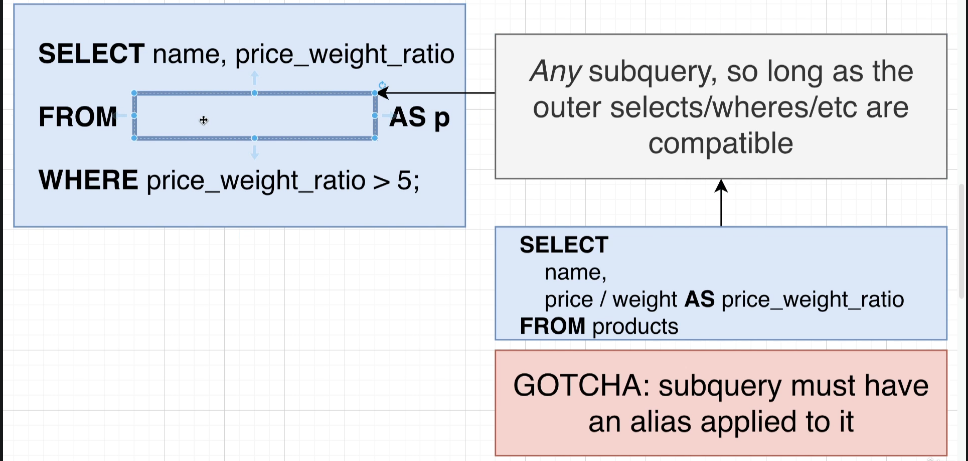 SELECT name, price_weight_ratio
FROM AS p
WHERE price_weight_ratio > 5;
Any subquery, so long as the
outer selects/wheres/etc are
compatible
SELECT
name,
price / weight AS price_weight_ratio
FROM products
GOTCHA: subquery must have
an alias applied to it